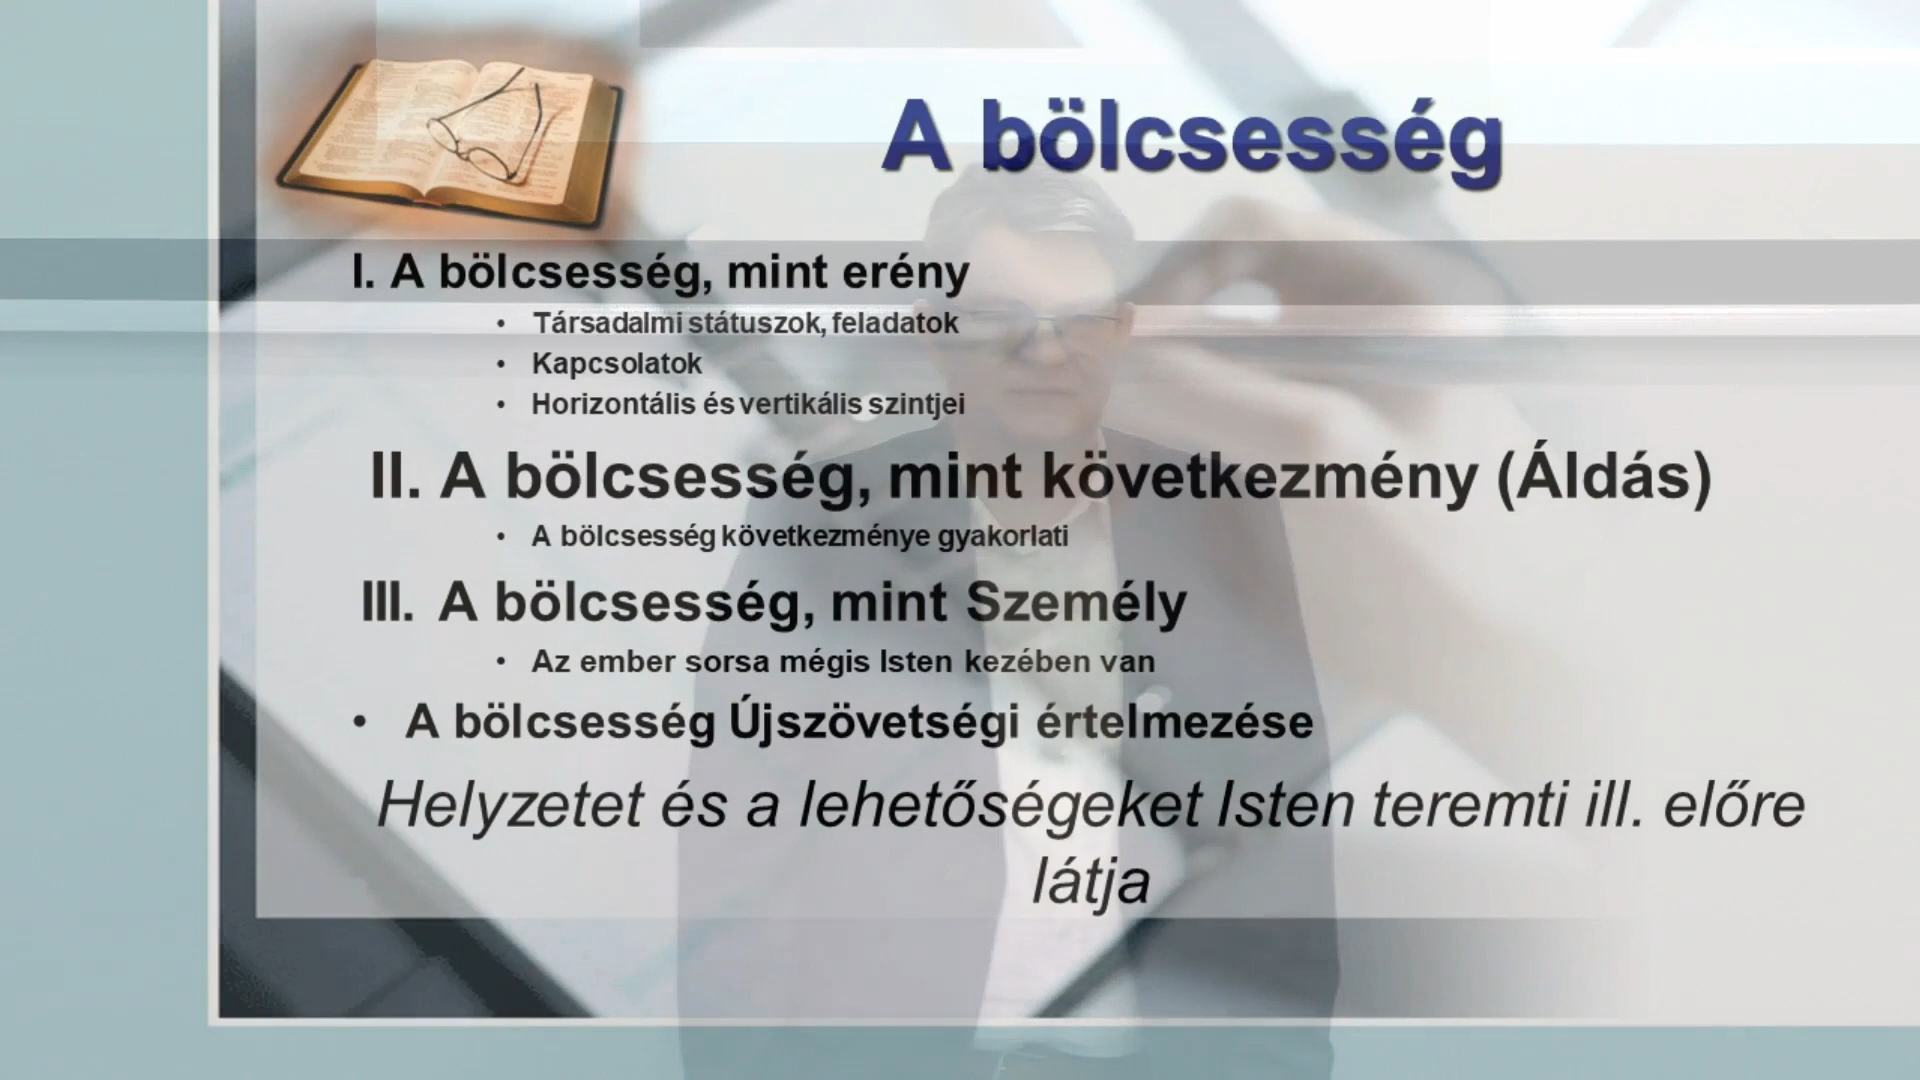 A bölcsesség
I. A bölcsesség, mint erény
• Társadalmi státuszok, feladatok
• Kapcsolatok
• Horizontális és vertikális szintjei
II. A bölcsesség, mint következmény (Áldás)
• A bölcsesség következménye gyakorlati
III. A bölcsesség, mint Személy
• Az ember sorsa mégis Isten kezében van
• A bölcsesség Újszövetségi értelmezése
Helyzetet és a lehetőségeket Isten teremti ill. előre
látja